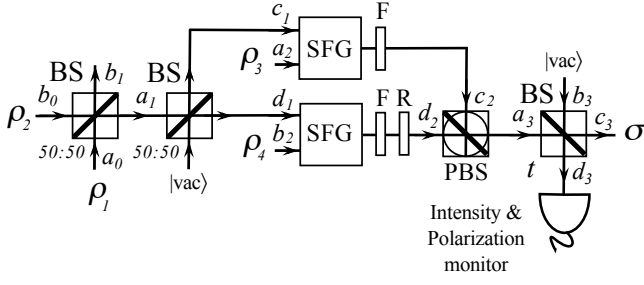 c₁
F
BS
b₁
BS
a₂
SFG
ρ₃
|vac⟩
b₀
a₁
d₁
F
R
d₂
c₂
a₃
BS
b₃
c₃
ρ₂
b₂
SFG
σ
50:50
a₀
50:50
ρ₄
PBS
t
d₃
ρ₁
|vac⟩
Intensity &
Polarization
monitor